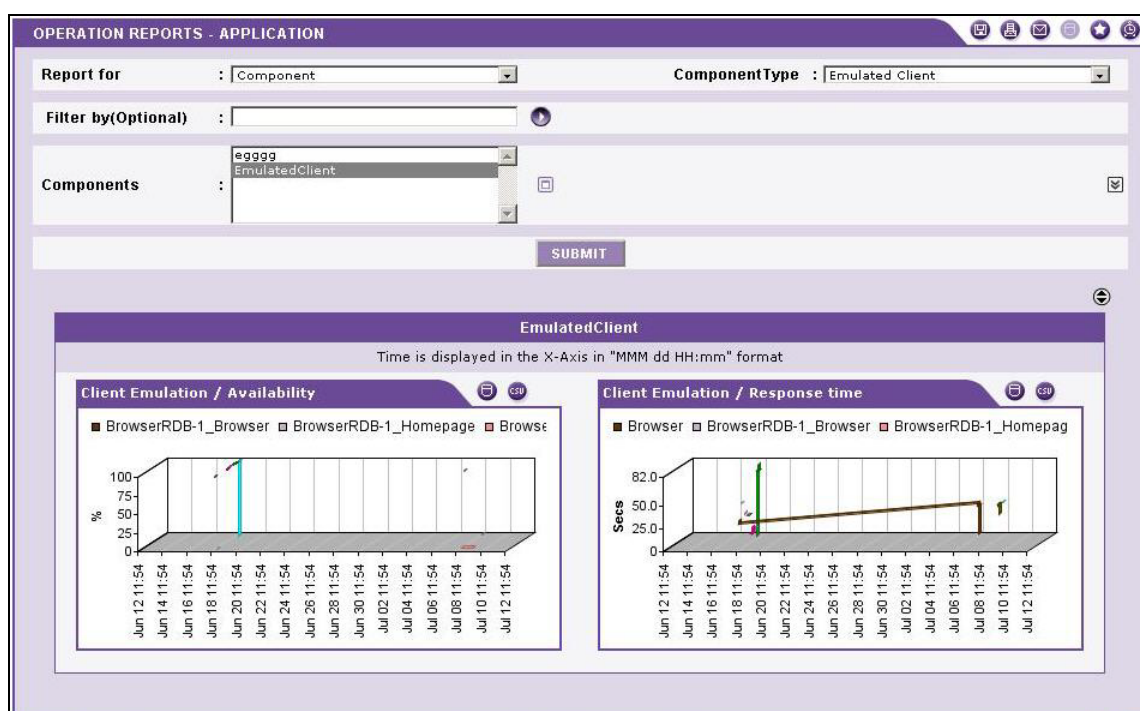 OPERATION REPORTS - APPLICATION
Report for : Component ComponentType : Emulated Client
Filter by(Optional) :
Components : egggg
EmulatedClient
SUBMIT
EmulatedClient
Time is displayed in the X-Axis in "MMM dd HH:mm" format
Client Emulation / Availability CSV
BrowserRDB-1_Browser BrowserRDB-1_Homepage Browse
100
75
50
25
0
%
Jun 12 11:54
Jun 14 11:54
Jun 16 11:54
Jun 18 11:54
Jun 20 11:54
Jun 22 11:54
Jun 24 11:54
Jun 26 11:54
Jun 28 11:54
Jun 30 11:54
Jul 02 11:54
Jul 04 11:54
Jul 06 11:54
Jul 08 11:54
Jul 10 11:54
Jul 12 11:54
Client Emulation / Response time CSV
Browser BrowserRDB-1_Browser BrowserRDB-1_Homepag
82.0
50.0
25.0
0
Secs
Jun 12 11:54
Jun 14 11:54
Jun 16 11:54
Jun 18 11:54
Jun 20 11:54
Jun 22 11:54
Jun 24 11:54
Jun 26 11:54
Jun 28 11:54
Jun 30 11:54
Jul 02 11:54
Jul 04 11:54
Jul 06 11:54
Jul 08 11:54
Jul 10 11:54
Jul 12 11:54